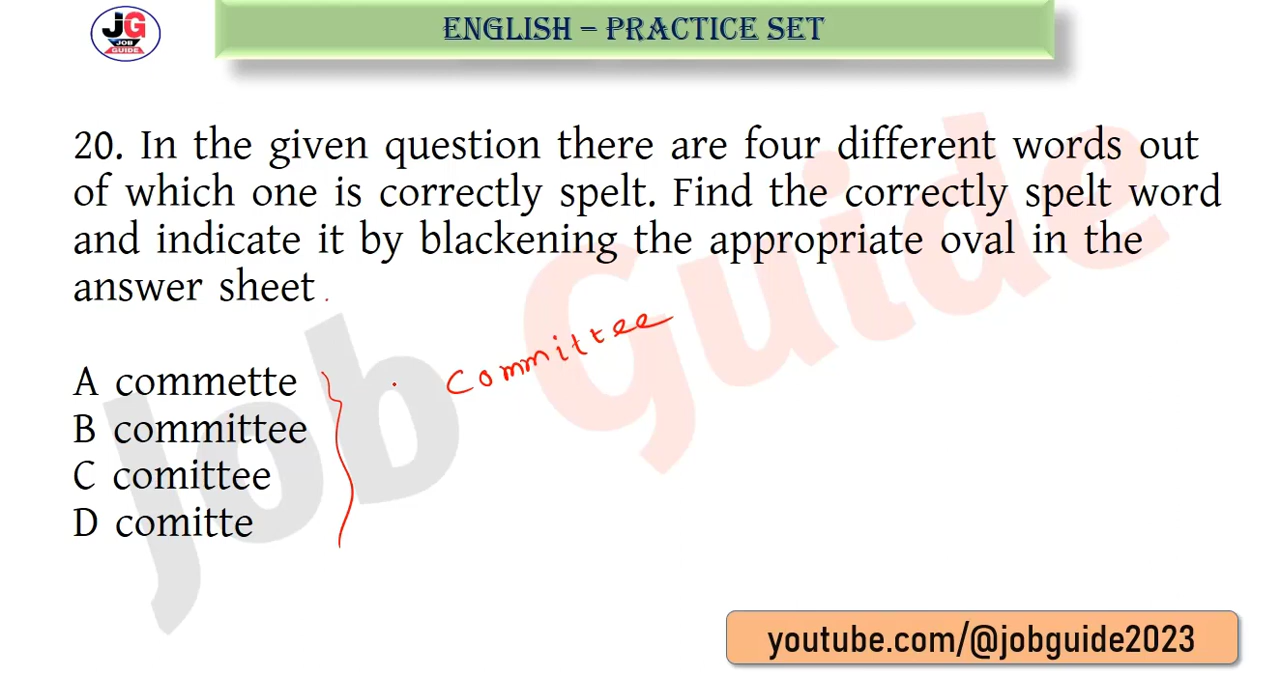 JG
JOB
GUIDE
ENGLISH – PRACTICE SET
20. In the given question there are four different words out
of which one is correctly spelt. Find the correctly spelt word
and indicate it by blackening the appropriate oval in the
answer sheet .
Committee
A commette
B committee
C comittee
D comitte
Job Guide
youtube.com/@jobguide2023